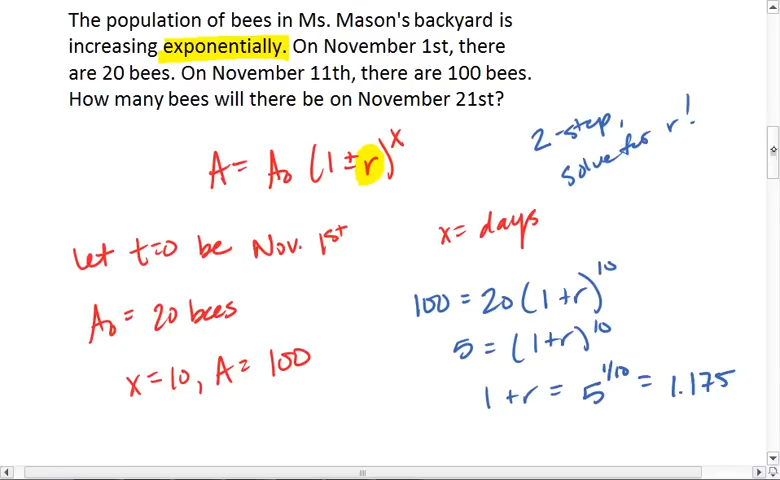 The population of bees in Ms. Mason's backyard is
increasing exponentially. On November 1st, there
are 20 bees. On November 11th, there are 100 bees.
How many bees will there be on November 21st?
2-step,
solve for r!
A = A₀ (1 ± r)ˣ
Let t=0 be Nov. 1st
x = days
A₀ = 20 bees
x = 10, A = 100
100 = 20 (1+r)¹⁰
5 = (1+r)¹⁰
1+r = 5^1/10 = 1.175